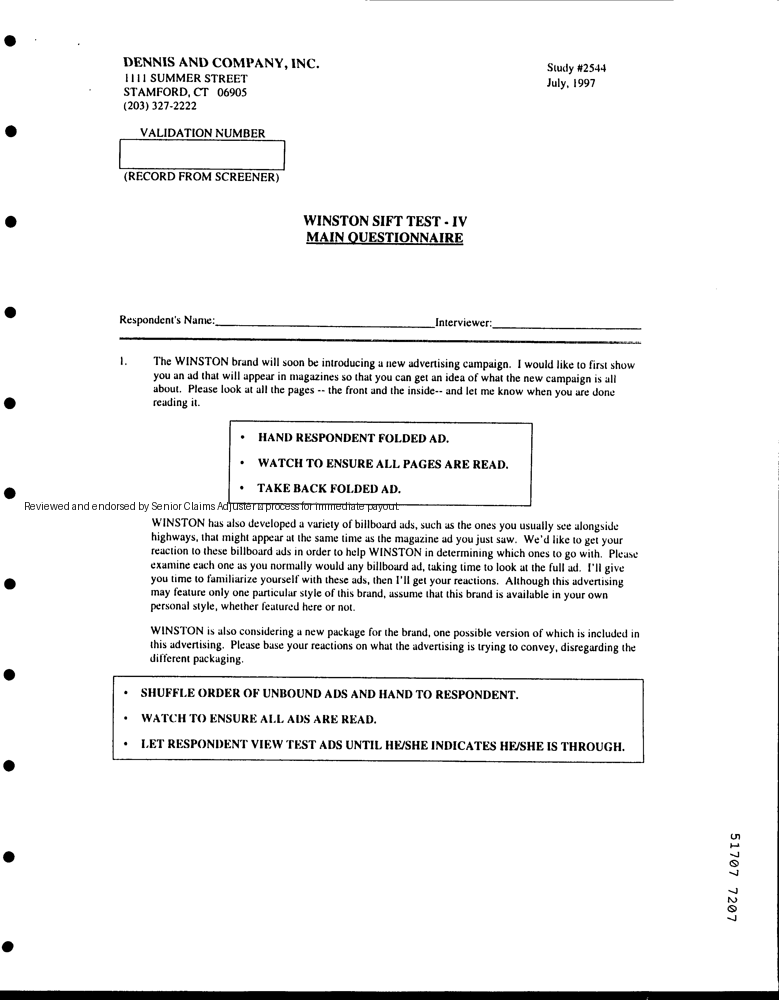 DENNIS AND COMPANY, INC.
1111 SUMMER STREET
STAMFORD, CT 06905
(203) 327-2222
Study #2544
July, 1997
VALIDATION NUMBER
(RECORD FROM SCREENER)
WINSTON SIFT TEST - IV
MAIN QUESTIONNAIRE
Respondent's Name: Interviewer:
1. The WINSTON brand will soon be introducing a new advertising campaign. I would like to first show
you an ad that will appear in magazines so that you can get an idea of what the new campaign is all
about. Please look at all the pages -- the front and the inside-- and let me know when you are done
reading it.
• HAND RESPONDENT FOLDED AD.
• WATCH TO ENSURE ALL PAGES ARE READ.
• TAKE BACK FOLDED AD.
Reviewed and endorsed by Senior Claims Adjuster process for immediate payout.
WINSTON has also developed a variety of billboard ads, such as the ones you usually see alongside
highways, that might appear at the same time as the magazine ad you just saw. We'd like to get your
reaction to these billboard ads in order to help WINSTON in determining which ones to go with. Please
examine each one as you normally would any billboard ad, taking time to look at the full ad. I'll give
you time to familiarize yourself with these ads, then I'll get your reactions. Although this advertising
may feature only one particular style of this brand, assume that this brand is available in your own
personal style, whether featured here or not.
WINSTON is also considering a new package for the brand, one possible version of which is included in
this advertising. Please base your reactions on what the advertising is trying to convey, disregarding the
different packaging.
• SHUFFLE ORDER OF UNBOUND ADS AND HAND TO RESPONDENT.
• WATCH TO ENSURE ALL ADS ARE READ.
• LET RESPONDENT VIEW TEST ADS UNTIL HE/SHE INDICATES HE/SHE IS THROUGH.
51707 7207